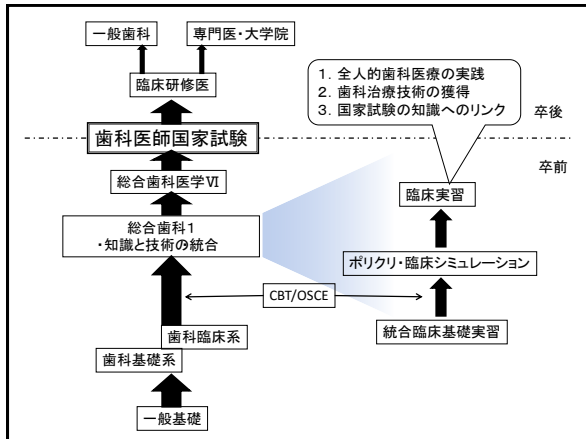 一般歯科
専門医・大学院
臨床研修医
1. 全人的歯科医療の実践
2. 歯科治療技術の獲得
3. 国家試験の知識へのリンク
歯科医師国家試験
卒後
卒前
総合歯科医学Ⅵ
臨床実習
総合歯科1
・知識と技術の統合
ポリクリ・臨床シミュレーション
CBT/OSCE
統合臨床基礎実習
歯科臨床系
歯科基礎系
一般基礎